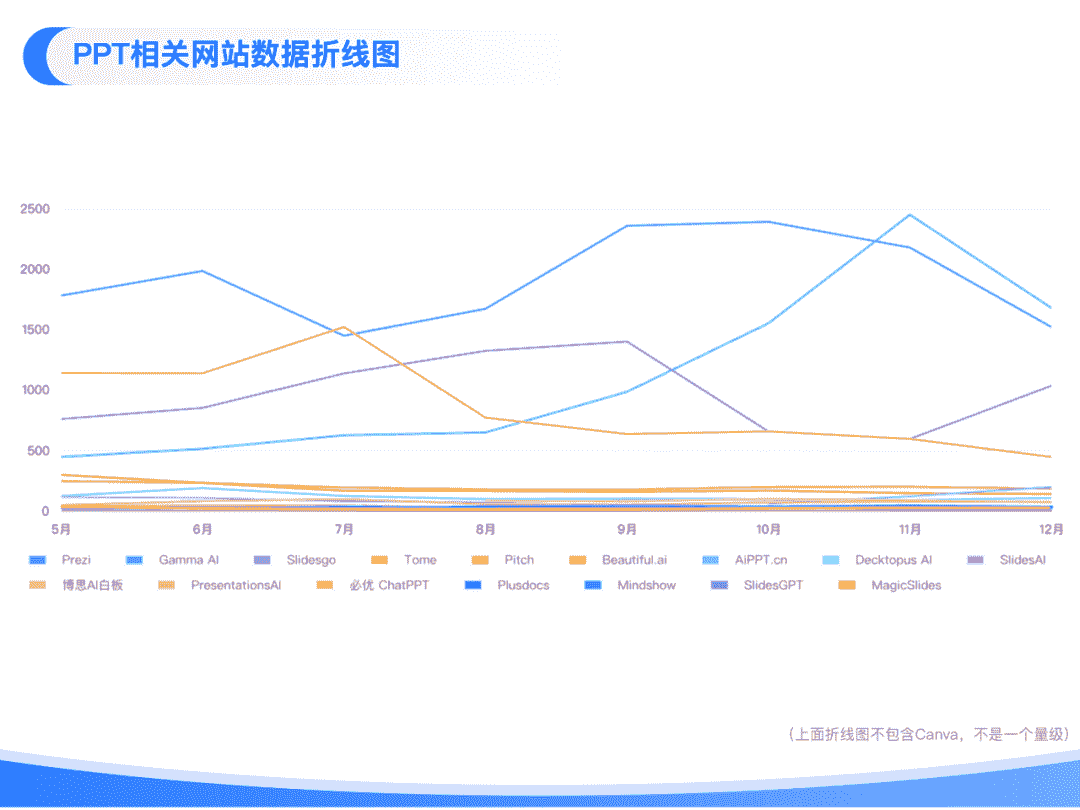 PPT相关网站数据折线图
2500
2000
1500
1000
500
0
5月 6月 7月 8月 9月 10月 11月 12月
Prezi Gamma AI Slidesgo Tome Pitch Beautiful.ai AiPPT.cn Decktopus AI SlidesAI
博思AI白板 PresentationsAI 必优 ChatPPT Plusdocs Mindshow SlidesGPT MagicSlides
(上面折线图不包含Canva，不是一个量级)